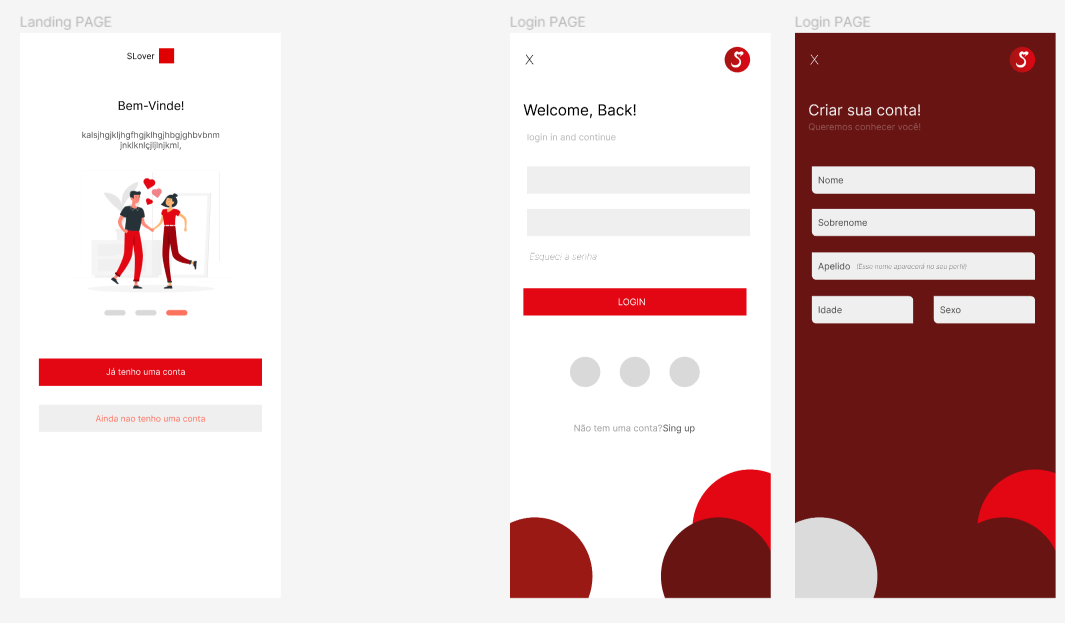 Landing PAGE
SLover
Bem-Vinde!
kalsjhgjkljhgfhgjklhgjhbgjghbvbnm
jnklknlçjljlnjkml,
Já tenho uma conta
Ainda nao tenho uma conta
Login PAGE
X
S
Welcome, Back!
login in and continue
Esqueci a senha
LOGIN
Não tem uma conta?Sing up
Login PAGE
X
S
Criar sua conta!
Queremos conhecer você!
Nome
Sobrenome
Apelido (Esse nome aparecerá no seu perfil)
Idade
Sexo